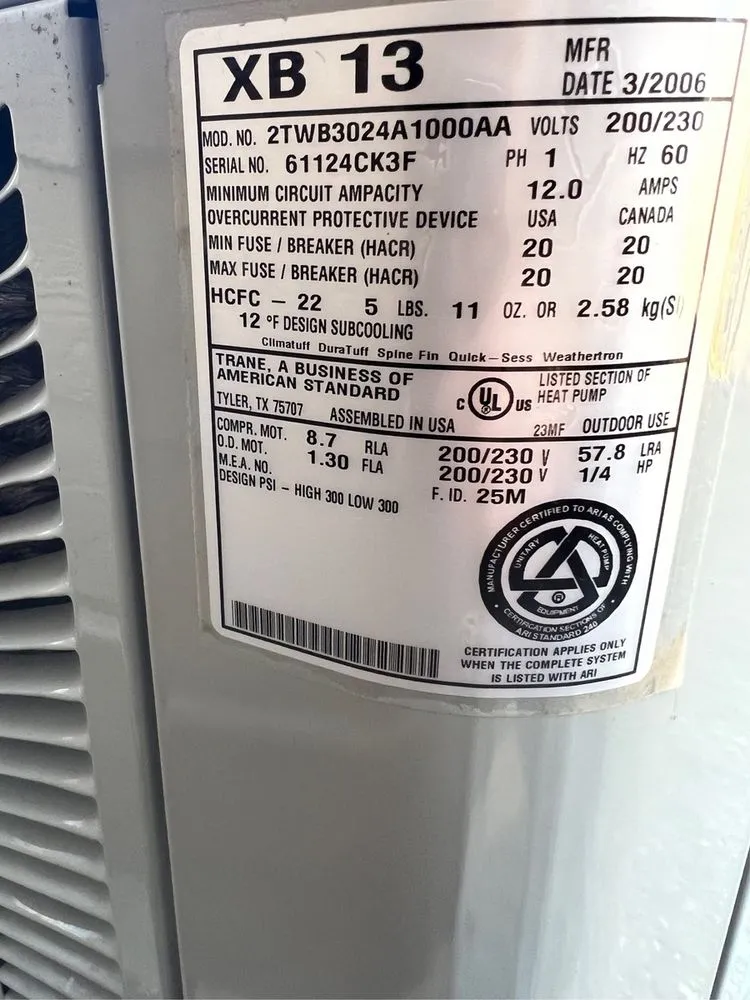 XB 13
MFR
DATE 3/2006
MOD. NO. 2TWB3024A1000AA VOLTS 200/230
SERIAL NO. 61124CK3F PH 1 HZ 60
MINIMUM CIRCUIT AMPACITY 12.0 AMPS
OVERCURRENT PROTECTIVE DEVICE USA CANADA
MIN FUSE / BREAKER (HACR) 20 20
MAX FUSE / BREAKER (HACR) 20 20
HCFC – 22 5 LBS. 11 OZ. OR 2.58 kg(SI
12 °F DESIGN SUBCOOLING
Climatuff DuraTuff Spine Fin Quick–Sess Weathertron
TRANE, A BUSINESS OF
AMERICAN STANDARD
TYLER, TX 75707 ASSEMBLED IN USA
C UL US
LISTED SECTION OF
HEAT PUMP
23MF OUTDOOR USE
COMPR. MOT. 8.7 RLA 200/230 V 57.8 LRA
O.D. MOT. 1.30 FLA 200/230 V 1/4 HP
M.E.A. NO. F. ID. 25M
DESIGN PSI – HIGH 300 LOW 300
MANUFACTURER CERTIFIED TO ARI AS COMPLYING WITH
UNITARY HEAT PUMP
EQUIPMENT
CERTIFICATION SECTIONS OF
ARI STANDARD 240
CERTIFICATION APPLIES ONLY
WHEN THE COMPLETE SYSTEM
IS LISTED WITH ARI